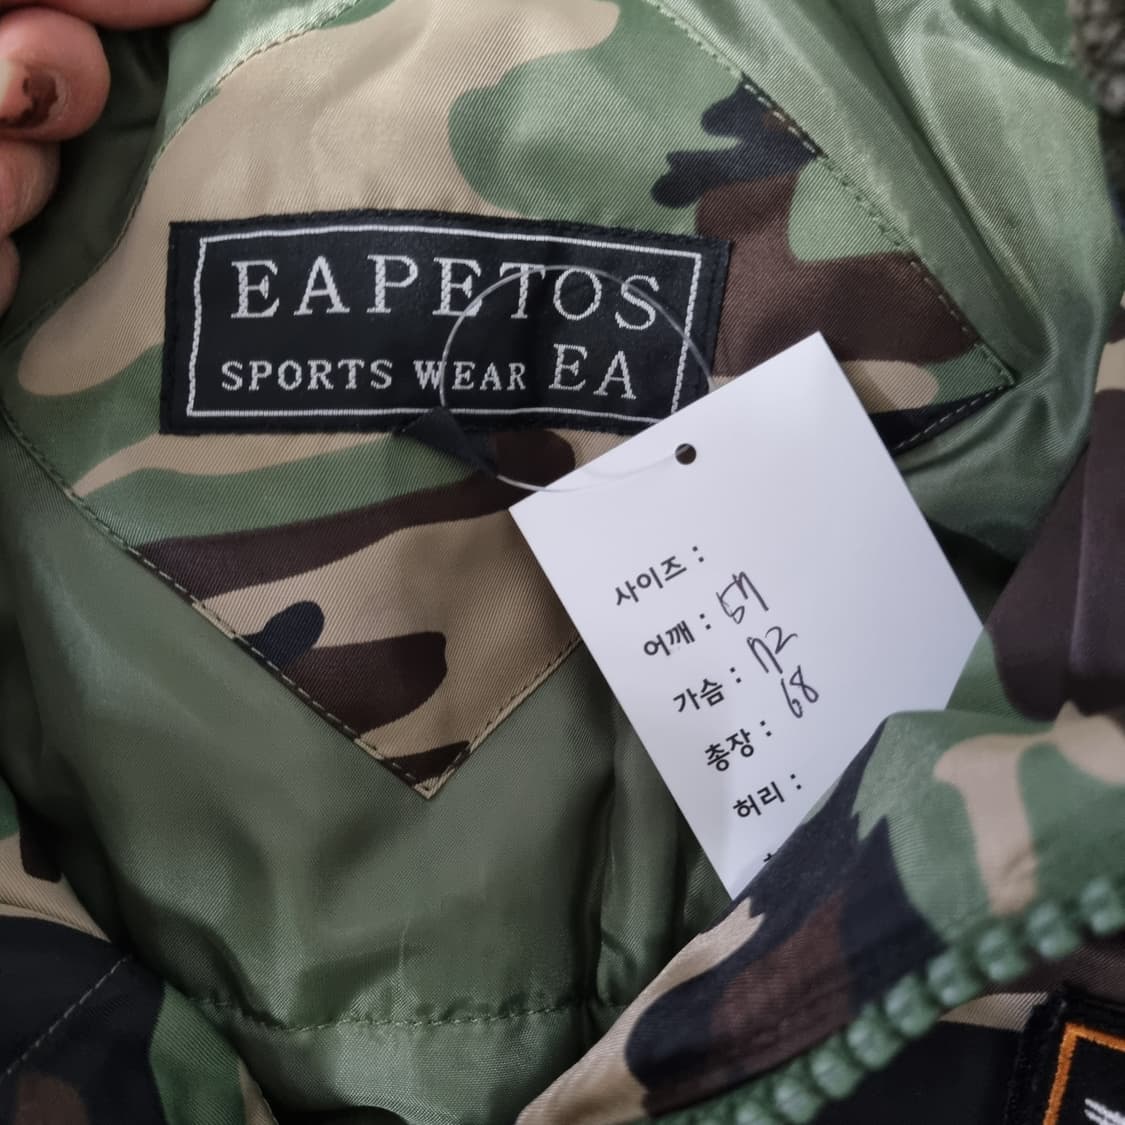 EAPETOS
SPORTS WEAR EA
사이즈 :
어깨 : 57
가슴 : 72
총장 : 68
허리 :